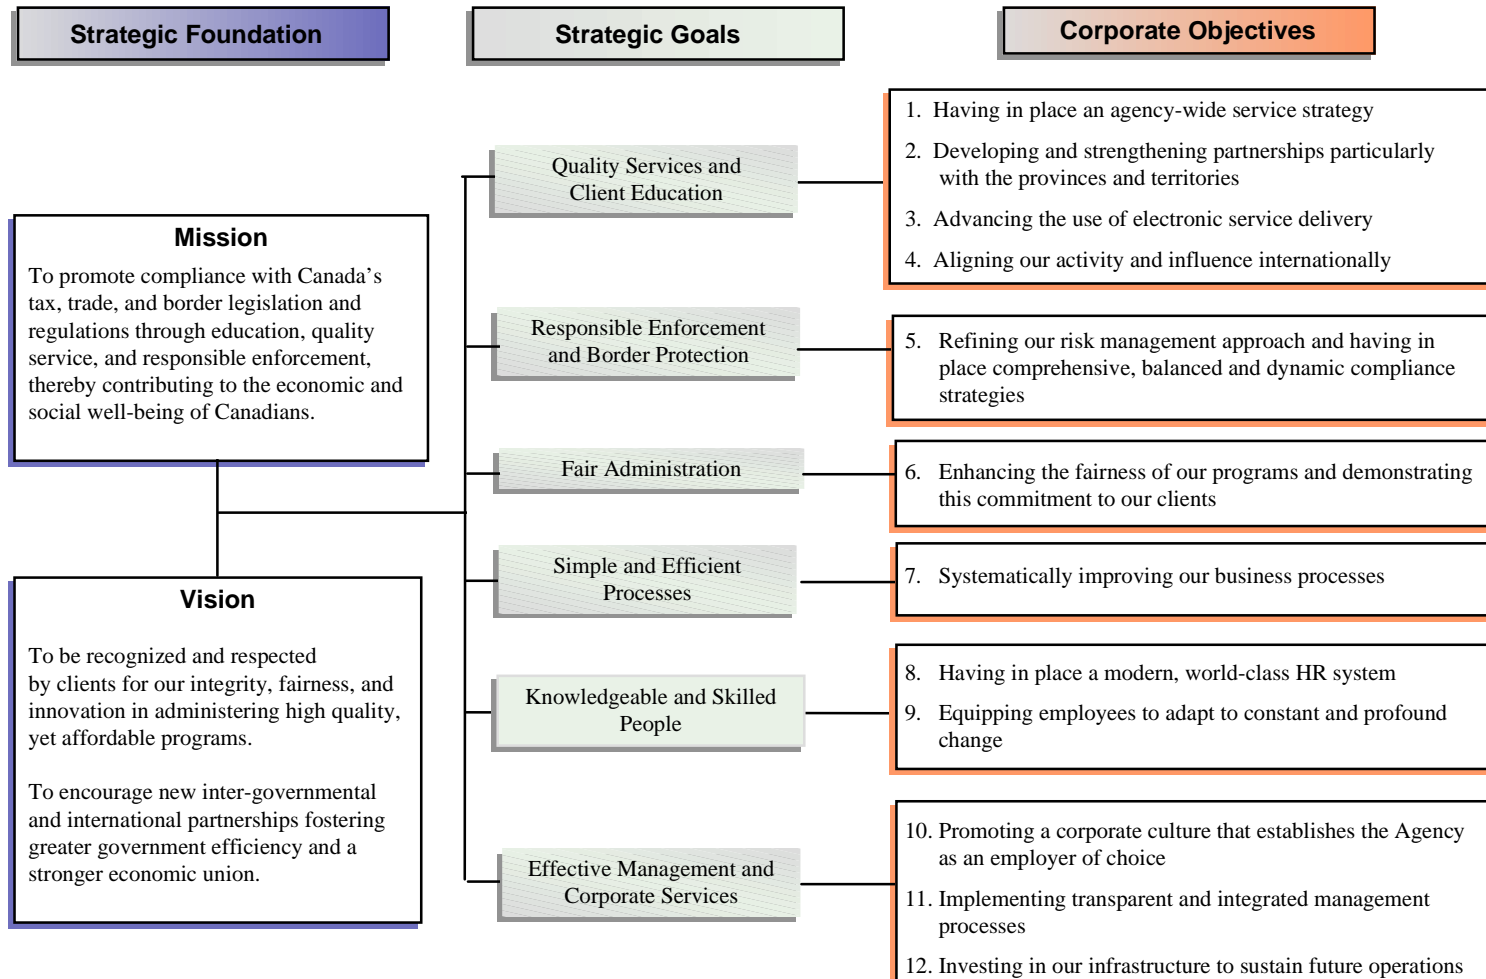 Strategic Foundation
Strategic Goals
Corporate Objectives
Mission
To promote compliance with Canada’s
tax, trade, and border legislation and
regulations through education, quality
service, and responsible enforcement,
thereby contributing to the economic and
social well-being of Canadians.
Vision
To be recognized and respected
by clients for our integrity, fairness, and
innovation in administering high quality,
yet affordable programs.
To encourage new inter-governmental
and international partnerships fostering
greater government efficiency and a
stronger economic union.
Quality Services and
Client Education
Responsible Enforcement
and Border Protection
Fair Administration
Simple and Efficient
Processes
Knowledgeable and Skilled
People
Effective Management and
Corporate Services
1. Having in place an agency-wide service strategy
2. Developing and strengthening partnerships particularly
with the provinces and territories
3. Advancing the use of electronic service delivery
4. Aligning our activity and influence internationally
5. Refining our risk management approach and having in
place comprehensive, balanced and dynamic compliance
strategies
6. Enhancing the fairness of our programs and demonstrating
this commitment to our clients
7. Systematically improving our business processes
8. Having in place a modern, world-class HR system
9. Equipping employees to adapt to constant and profound
change
10. Promoting a corporate culture that establishes the Agency
as an employer of choice
11. Implementing transparent and integrated management
processes
12. Investing in our infrastructure to sustain future operations